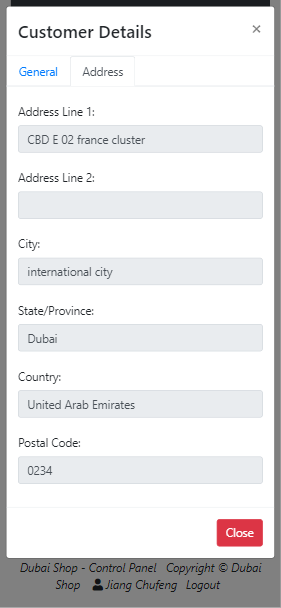 Customer Details ×
General Address
Address Line 1:
CBD E 02 france cluster
Address Line 2:
City:
international city
State/Province:
Dubai
Country:
United Arab Emirates
Postal Code:
0234
Close
Dubai Shop - Control Panel Copyright © Dubai
Shop Jiang Chufeng Logout